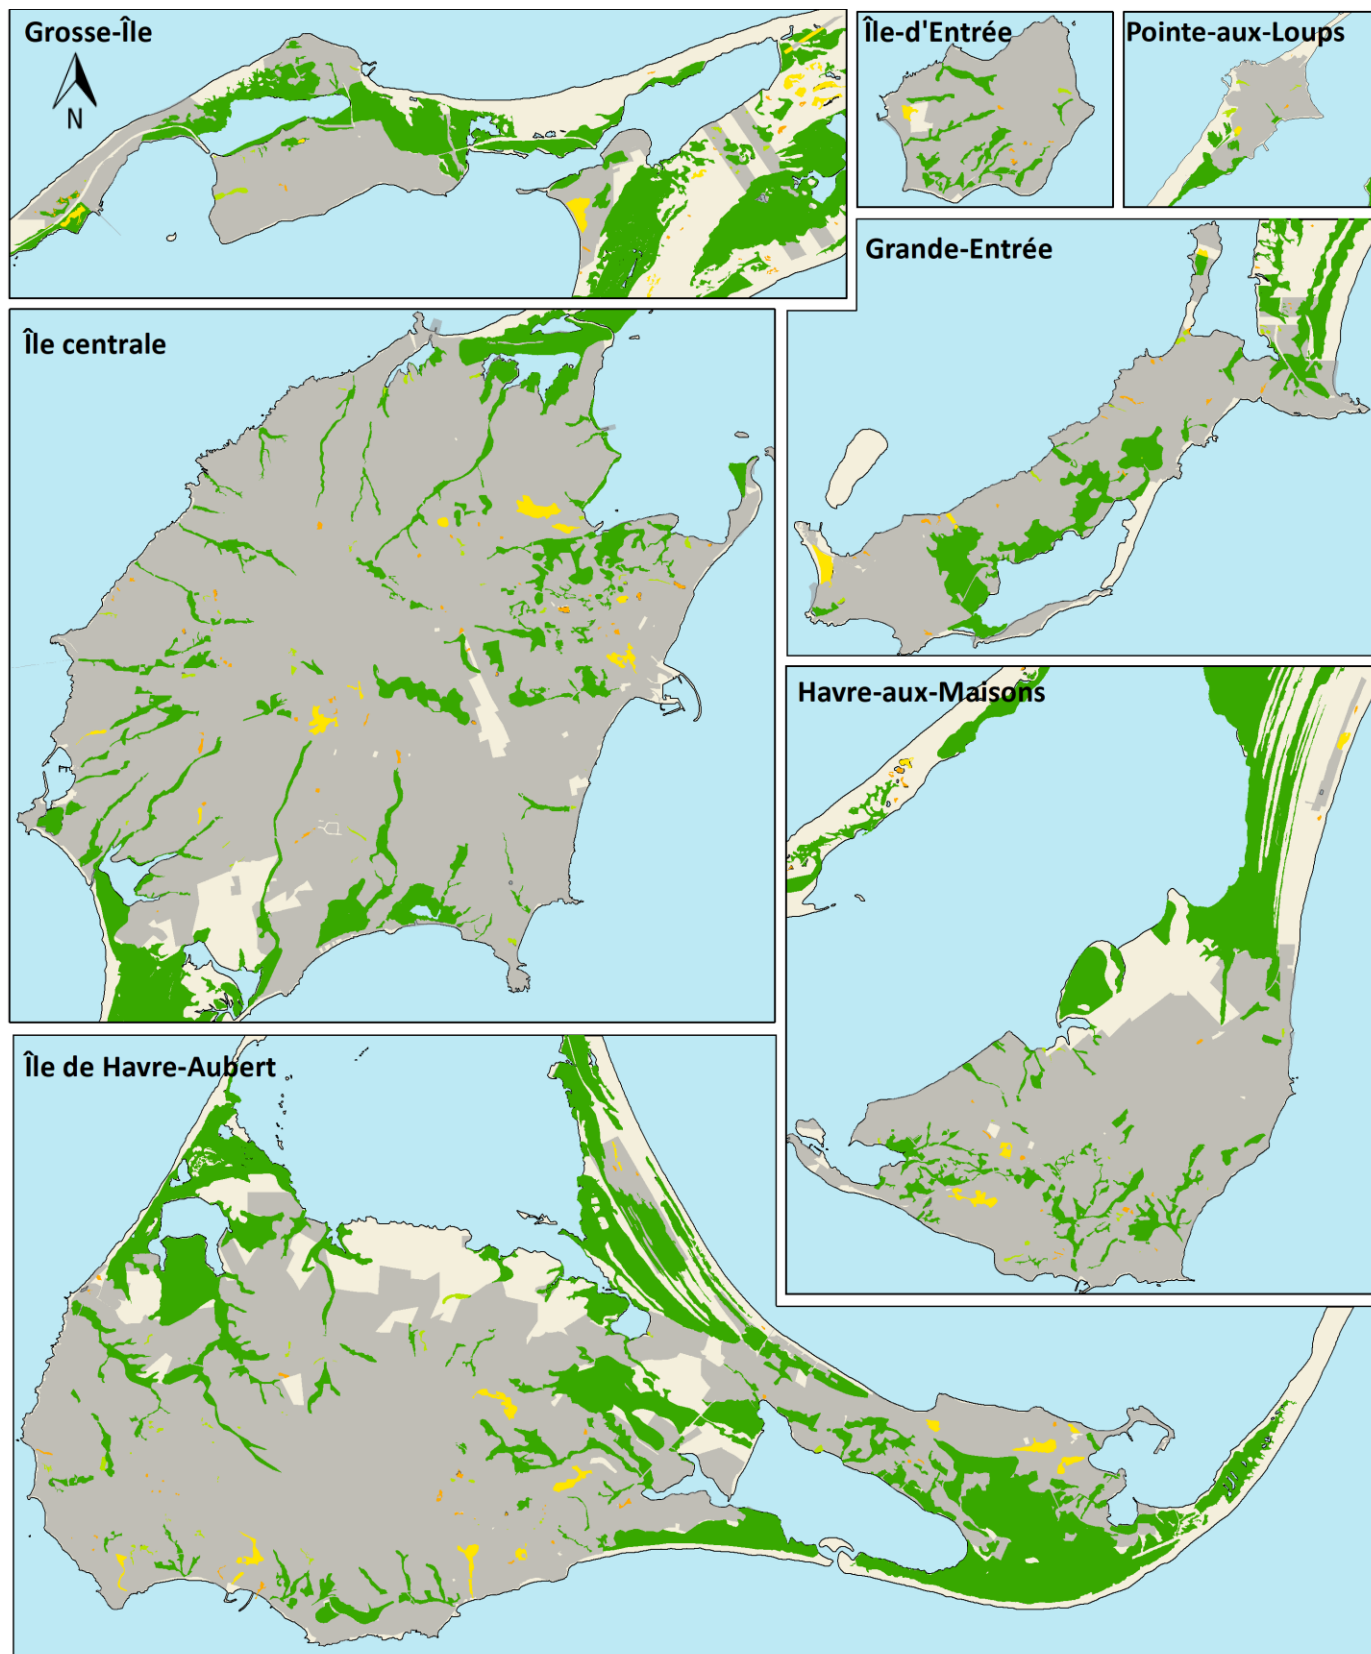 Grosse-Île
N
Île-d'Entrée
Pointe-aux-Loups
Grande-Entrée
Île centrale
Havre-aux-Maisons
Île de Havre-Aubert